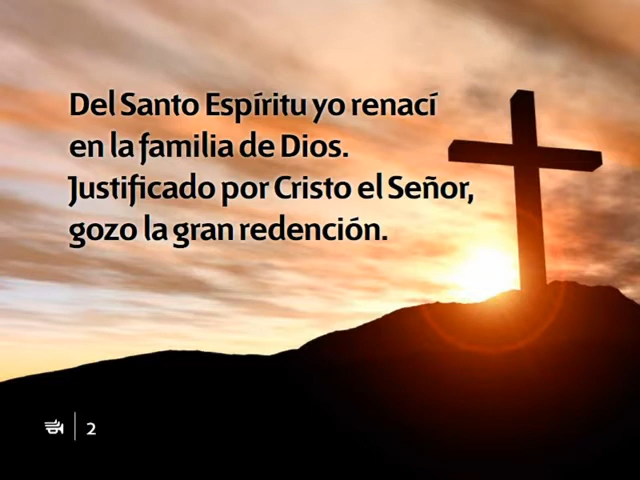 Del Santo Espíritu yo renací
en la familia de Dios.
Justificado por Cristo el Señor,
gozo la gran redención.
2